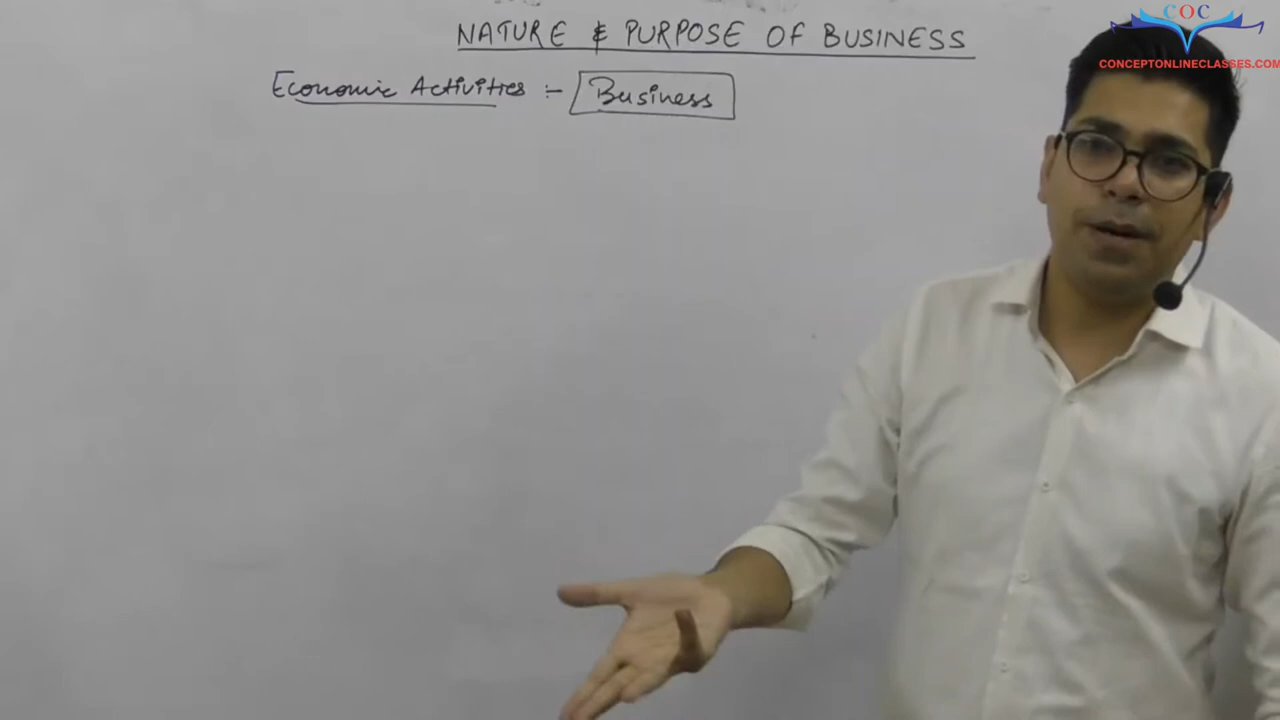 NATURE & PURPOSE OF BUSINESS
COC
CONCEPTONLINECLASSES.COM
Economic Activities :- Business